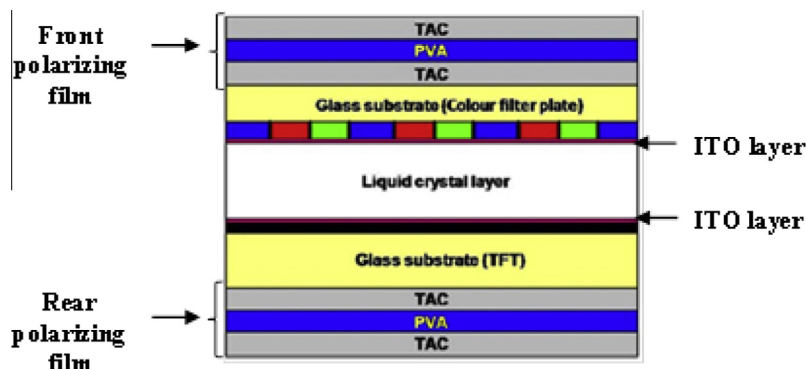 Front
polarizing
film
TAC
PVA
TAC
Glass substrate (Colour filter plate)
ITO layer
Liquid crystal layer
ITO layer
Glass substrate (TFT)
Rear
polarizing
film
TAC
PVA
TAC